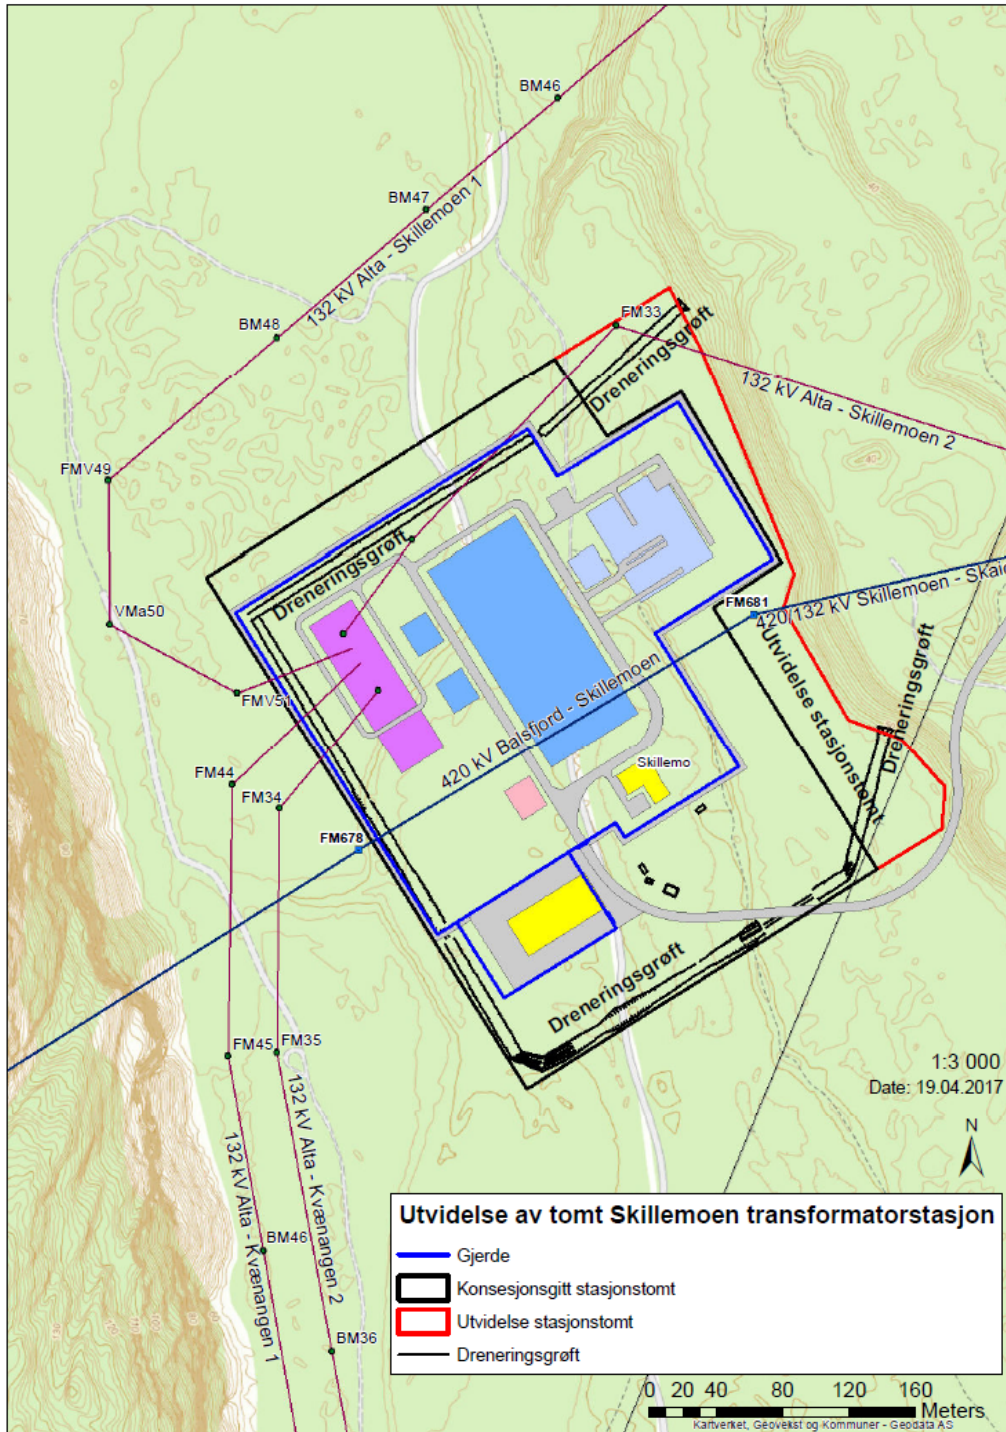 BM46
BM47
132 kV Alta - Skillemoen 1
BM48
FM33
Dreneringsgrøft
132 kV Alta - Skillemoen 2
40
FMV49
40
Dreneringsgrøft
VMa50
FM681
420/132 kV Skillemoen - Skaid
Utvidelse stasjonstomt
Dreneringsgrøft
FMV51
420 kV Balsfjord - Skillemoen
Skillemo
FM44
FM34
FM678
Dreneringsgrøft
FM45
FM35
1:3 000
Date: 19.04.2017
N
132 kV Alta - Kvænangen 1
132 kV Alta - Kvænangen 2
BM46
BM36
Utvidelse av tomt Skillemoen transformatorstasjon
Gjerde
Konsesjonsgitt stasjonstomt
Utvidelse stasjonstomt
Dreneringsgrøft
0 20 40 80 120 160
Meters
Kartverket, Geovekst og Kommuner - Geodata AS